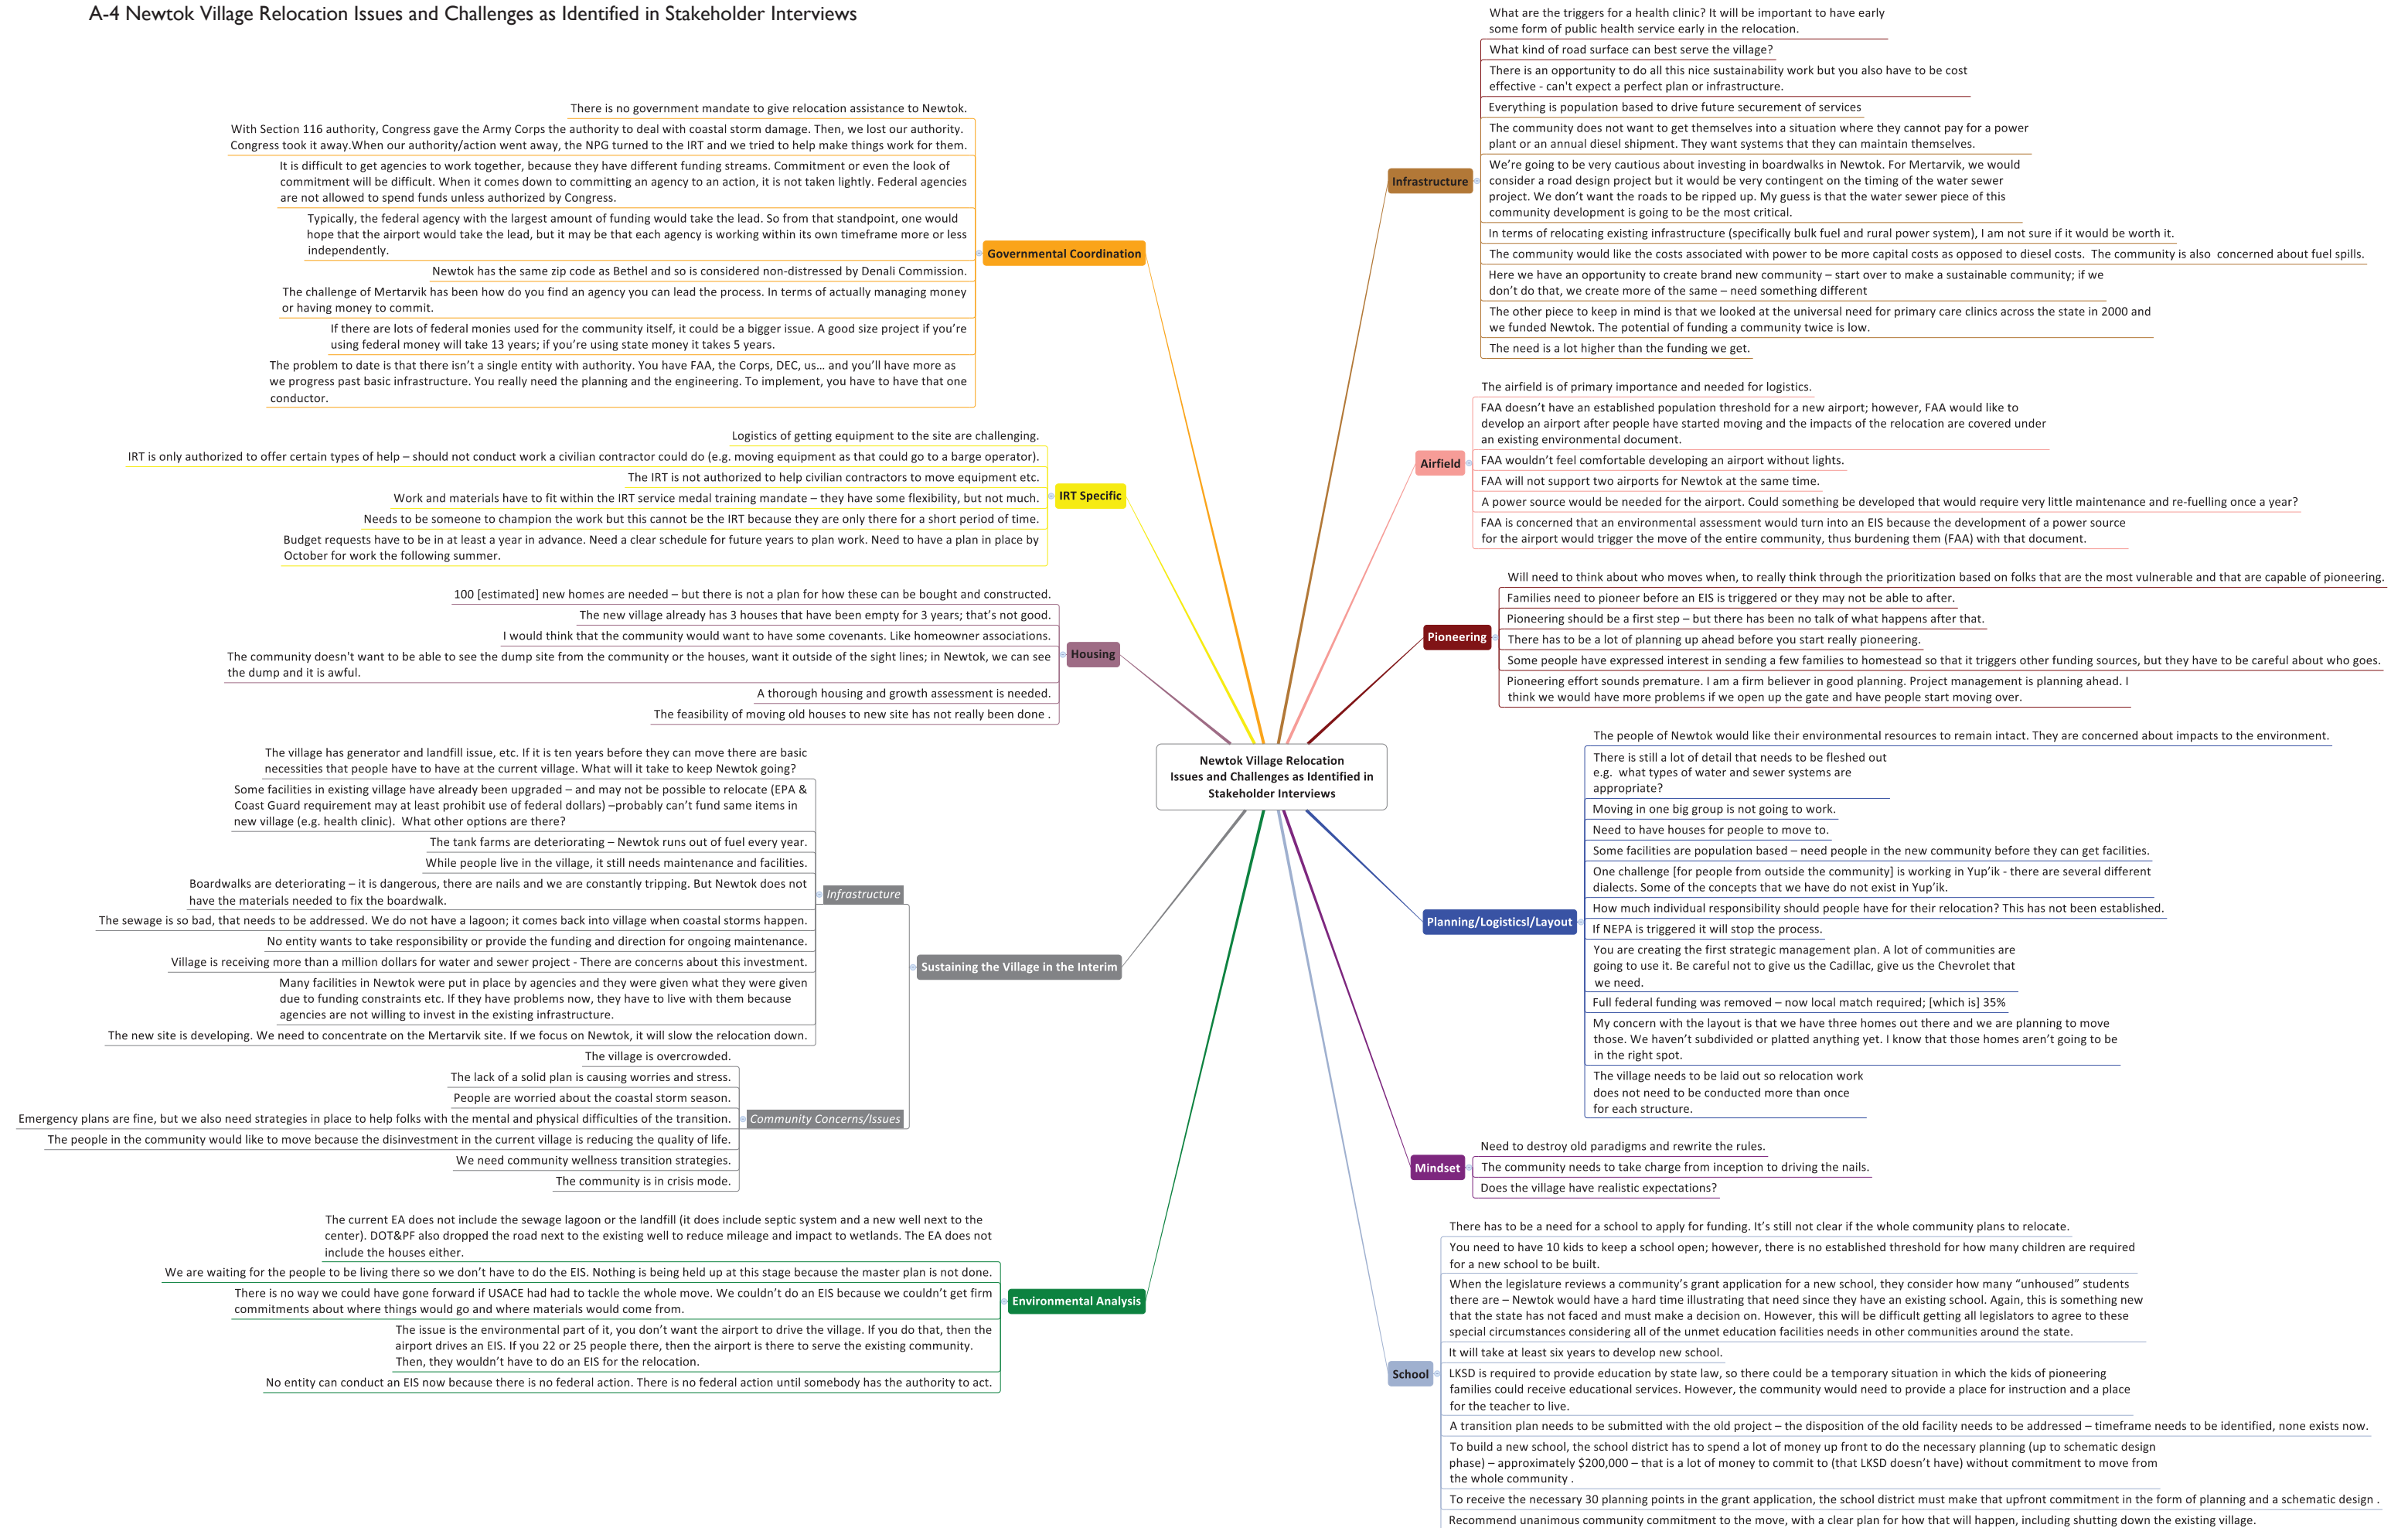 A-4 Newtok Village Relocation Issues and Challenges as Identified in Stakeholder Interviews
There is no government mandate to give relocation assistance to Newtok.
With Section 116 authority, Congress gave the Army Corps the authority to deal with coastal storm damage. Then, we lost our authority.
Congress took it away.When our authority/action went away, the NPG turned to the IRT and we tried to help make things work for them.
It is difficult to get agencies to work together, because they have different funding streams. Commitment or even the look of
commitment will be difficult. When it comes down to committing an agency to an action, it is not taken lightly. Federal agencies
are not allowed to spend funds unless authorized by Congress.
Typically, the federal agency with the largest amount of funding would take the lead. So from that standpoint, one would
hope that the airport would take the lead, but it may be that each agency is working within its own timeframe more or less
independently.
Newtok has the same zip code as Bethel and so is considered non-distressed by Denali Commission.
The challenge of Mertarvik has been how do you find an agency you can lead the process. In terms of actually managing money
or having money to commit.
If there are lots of federal monies used for the community itself, it could be a bigger issue. A good size project if you're
using federal money will take 13 years; if you're using state money it takes 5 years.
The problem to date is that there isn't a single entity with authority. You have FAA, the Corps, DEC, us… and you'll have more as
we progress past basic infrastructure. You really need the planning and the engineering. To implement, you have to have that one
conductor.
Governmental Coordination
Logistics of getting equipment to the site are challenging.
IRT is only authorized to offer certain types of help – should not conduct work a civilian contractor could do (e.g. moving equipment as that could go to a barge operator).
The IRT is not authorized to help civilian contractors to move equipment etc.
Work and materials have to fit within the IRT service medal training mandate – they have some flexibility, but not much.
Needs to be someone to champion the work but this cannot be the IRT because they are only there for a short period of time.
Budget requests have to be in at least a year in advance. Need a clear schedule for future years to plan work. Need to have a plan in place by
October for work the following summer.
IRT Specific
100 [estimated] new homes are needed – but there is not a plan for how these can be bought and constructed.
The new village already has 3 houses that have been empty for 3 years; that's not good.
I would think that the community would want to have some covenants. Like homeowner associations.
The community doesn't want to be able to see the dump site from the community or the houses, want it outside of the sight lines; in Newtok, we can see
the dump and it is awful.
A thorough housing and growth assessment is needed.
The feasibility of moving old houses to new site has not really been done .
Housing
The village has generator and landfill issue, etc. If it is ten years before they can move there are basic
necessities that people have to have at the current village. What will it take to keep Newtok going?
Some facilities in existing village have already been upgraded – and may not be possible to relocate (EPA &
Coast Guard requirement may at least prohibit use of federal dollars) –probably can't fund same items in
new village (e.g. health clinic).  What other options are there?
The tank farms are deteriorating – Newtok runs out of fuel every year.
While people live in the village, it still needs maintenance and facilities.
Boardwalks are deteriorating – it is dangerous, there are nails and we are constantly tripping. But Newtok does not
have the materials needed to fix the boardwalk.
The sewage is so bad, that needs to be addressed. We do not have a lagoon; it comes back into village when coastal storms happen.
No entity wants to take responsibility or provide the funding and direction for ongoing maintenance.
Village is receiving more than a million dollars for water and sewer project - There are concerns about this investment.
Many facilities in Newtok were put in place by agencies and they were given what they were given
due to funding constraints etc. If they have problems now, they have to live with them because
agencies are not willing to invest in the existing infrastructure.
The new site is developing. We need to concentrate on the Mertarvik site. If we focus on Newtok, it will slow the relocation down.
Infrastructure
The village is overcrowded.
The lack of a solid plan is causing worries and stress.
People are worried about the coastal storm season.
Emergency plans are fine, but we also need strategies in place to help folks with the mental and physical difficulties of the transition.
The people in the community would like to move because the disinvestment in the current village is reducing the quality of life.
We need community wellness transition strategies.
The community is in crisis mode.
Community Concerns/Issues
Sustaining the Village in the Interim
The current EA does not include the sewage lagoon or the landfill (it does include septic system and a new well next to the
center). DOT&PF also dropped the road next to the existing well to reduce mileage and impact to wetlands. The EA does not
include the houses either.
We are waiting for the people to be living there so we don't have to do the EIS. Nothing is being held up at this stage because the master plan is not done.
There is no way we could have gone forward if USACE had had to tackle the whole move. We couldn't do an EIS because we couldn't get firm
commitments about where things would go and where materials would come from.
The issue is the environmental part of it, you don't want the airport to drive the village. If you do that, then the
airport drives an EIS. If you 22 or 25 people there, then the airport is there to serve the existing community.
Then, they wouldn't have to do an EIS for the relocation.
No entity can conduct an EIS now because there is no federal action. There is no federal action until somebody has the authority to act.
Environmental Analysis
Newtok Village Relocation
Issues and Challenges as Identified in
Stakeholder Interviews
What are the triggers for a health clinic? It will be important to have early
some form of public health service early in the relocation.
What kind of road surface can best serve the village?
There is an opportunity to do all this nice sustainability work but you also have to be cost
effective - can't expect a perfect plan or infrastructure.
Everything is population based to drive future securement of services
The community does not want to get themselves into a situation where they cannot pay for a power
plant or an annual diesel shipment. They want systems that they can maintain themselves.
We're going to be very cautious about investing in boardwalks in Newtok. For Mertarvik, we would
consider a road design project but it would be very contingent on the timing of the water sewer
project. We don't want the roads to be ripped up. My guess is that the water sewer piece of this
community development is going to be the most critical.
In terms of relocating existing infrastructure (specifically bulk fuel and rural power system), I am not sure if it would be worth it.
The community would like the costs associated with power to be more capital costs as opposed to diesel costs.  The community is also  concerned about fuel spills.
Here we have an opportunity to create brand new community – start over to make a sustainable community; if we
don't do that, we create more of the same – need something different
The other piece to keep in mind is that we looked at the universal need for primary care clinics across the state in 2000 and
we funded Newtok. The potential of funding a community twice is low.
The need is a lot higher than the funding we get.
Infrastructure
The airfield is of primary importance and needed for logistics.
FAA doesn't have an established population threshold for a new airport; however, FAA would like to
develop an airport after people have started moving and the impacts of the relocation are covered under
an existing environmental document.
FAA wouldn't feel comfortable developing an airport without lights.
FAA will not support two airports for Newtok at the same time.
A power source would be needed for the airport. Could something be developed that would require very little maintenance and re-fuelling once a year?
FAA is concerned that an environmental assessment would turn into an EIS because the development of a power source
for the airport would trigger the move of the entire community, thus burdening them (FAA) with that document.
Airfield
Will need to think about who moves when, to really think through the prioritization based on folks that are the most vulnerable and that are capable of pioneering.
Families need to pioneer before an EIS is triggered or they may not be able to after.
Pioneering should be a first step – but there has been no talk of what happens after that.
There has to be a lot of planning up ahead before you start really pioneering.
Some people have expressed interest in sending a few families to homestead so that it triggers other funding sources, but they have to be careful about who goes.
Pioneering effort sounds premature. I am a firm believer in good planning. Project management is planning ahead. I
think we would have more problems if we open up the gate and have people start moving over.
Pioneering
The people of Newtok would like their environmental resources to remain intact. They are concerned about impacts to the environment.
There is still a lot of detail that needs to be fleshed out
e.g.  what types of water and sewer systems are
appropriate?
Moving in one big group is not going to work.
Need to have houses for people to move to.
Some facilities are population based – need people in the new community before they can get facilities.
One challenge [for people from outside the community] is working in Yup'ik - there are several different
dialects. Some of the concepts that we have do not exist in Yup'ik.
How much individual responsibility should people have for their relocation? This has not been established.
If NEPA is triggered it will stop the process.
You are creating the first strategic management plan. A lot of communities are
going to use it. Be careful not to give us the Cadillac, give us the Chevrolet that
we need.
Full federal funding was removed – now local match required; [which is] 35%
My concern with the layout is that we have three homes out there and we are planning to move
those. We haven't subdivided or platted anything yet. I know that those homes aren't going to be
in the right spot.
The village needs to be laid out so relocation work
does not need to be conducted more than once
for each structure.
Planning/Logisticsl/Layout
Need to destroy old paradigms and rewrite the rules.
The community needs to take charge from inception to driving the nails.
Does the village have realistic expectations?
Mindset
There has to be a need for a school to apply for funding. It's still not clear if the whole community plans to relocate.
You need to have 10 kids to keep a school open; however, there is no established threshold for how many children are required
for a new school to be built.
When the legislature reviews a community's grant application for a new school, they consider how many "unhoused" students
there are – Newtok would have a hard time illustrating that need since they have an existing school. Again, this is something new
that the state has not faced and must make a decision on. However, this will be difficult getting all legislators to agree to these
special circumstances considering all of the unmet education facilities needs in other communities around the state.
It will take at least six years to develop new school.
LKSD is required to provide education by state law, so there could be a temporary situation in which the kids of pioneering
families could receive educational services. However, the community would need to provide a place for instruction and a place
for the teacher to live.
A transition plan needs to be submitted with the old project – the disposition of the old facility needs to be addressed – timeframe needs to be identified, none exists now.
To build a new school, the school district has to spend a lot of money up front to do the necessary planning (up to schematic design
phase) – approximately $200,000 – that is a lot of money to commit to (that LKSD doesn't have) without commitment to move from
the whole community .
To receive the necessary 30 planning points in the grant application, the school district must make that upfront commitment in the form of planning and a schematic design .
Recommend unanimous community commitment to the move, with a clear plan for how that will happen, including shutting down the existing village.
School